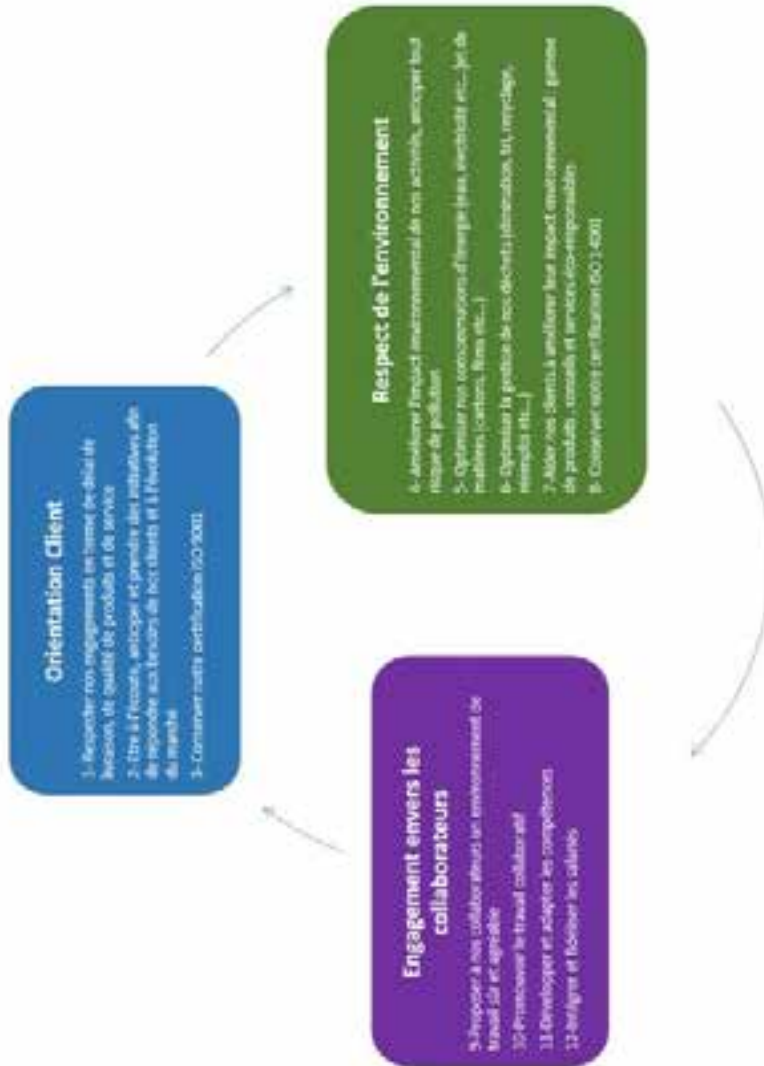 Orientation Client
1- Respecter nos engagements en terme de délai de
livraison, de qualité de produits et de service
2- Etre à l'écoute, anticiper et prendre des initiatives afin
de répondre aux besoins de nos clients et à l'évolution
du marché
3- Conserver notre certification ISO 9001
Respect de l'environnement
4- Améliorer l'impact environnemental de nos activités, anticiper tout
risque de pollution
5- Optimiser nos consommations d'énergie (eau, électricité etc...) et de
matières (carton, films etc...)
6- Optimiser la gestion de nos déchets (diminution, tri, recyclage,
etc...)
7-Aider nos clients à améliorer leur impact environnemental : gamme
de produits, conseils et services éco-responsables
8- Conserver notre certification ISO 14001
Engagement envers les
collaborateurs
9-Proposer à nos collaborateurs un environnement de
travail sûr et agréable
10-Promouvoir le travail collaboratif
11-Développer et adapter les compétences
12-Intégrer et fidéliser les salariés